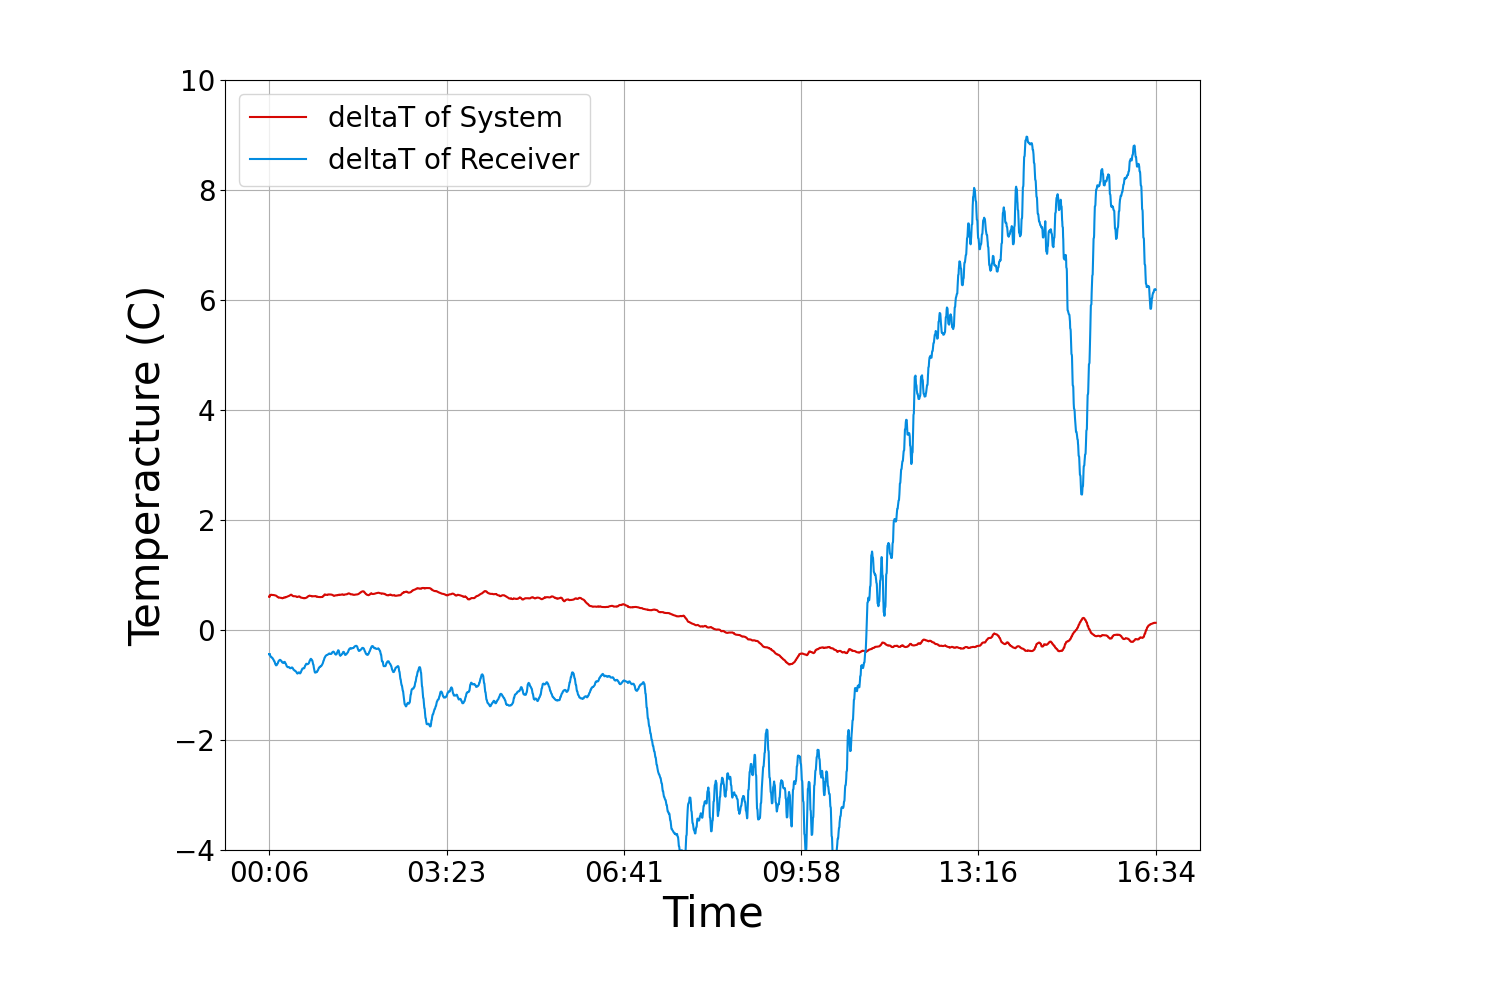 10
8
6
4
2
0
−2
−4
deltaT of System
deltaT of Receiver
Temperacture (C)
00:06 03:23 06:41 09:58 13:16 16:34
Time